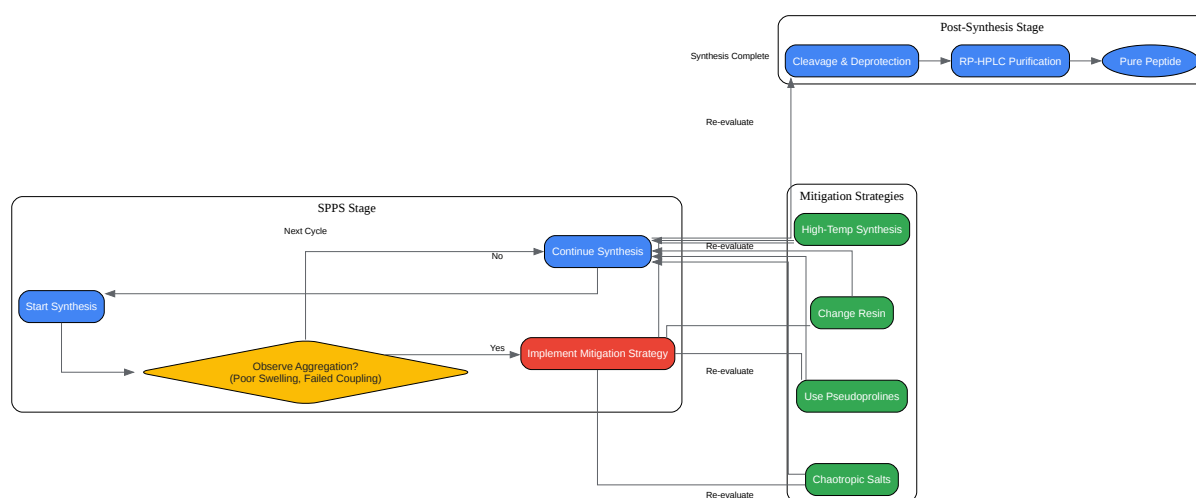 Post-Synthesis Stage
Synthesis Complete
Cleavage & Deprotection
RP-HPLC Purification
Pure Peptide
Re-evaluate
Mitigation Strategies
SPPS Stage
High-Temp Synthesis
Next Cycle
Continue Synthesis
Re-evaluate
No
Start Synthesis
Change Resin
Yes
Implement Mitigation Strategy
Observe Aggregation?
(Poor Swelling, Failed Coupling)
Re-evaluate
Use Pseudoprolines
Chaotropic Salts
Re-evaluate